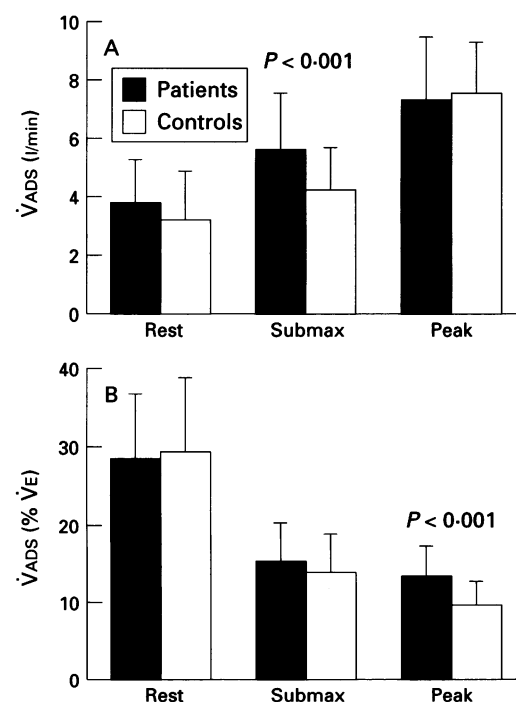 A
P < 0·001
Patients
Controls
V̇ADS (l/min)
10
8
6
4
2
0
Rest Submax Peak
B
P < 0·001
V̇ADS (% V̇E)
40
30
20
10
0
Rest Submax Peak